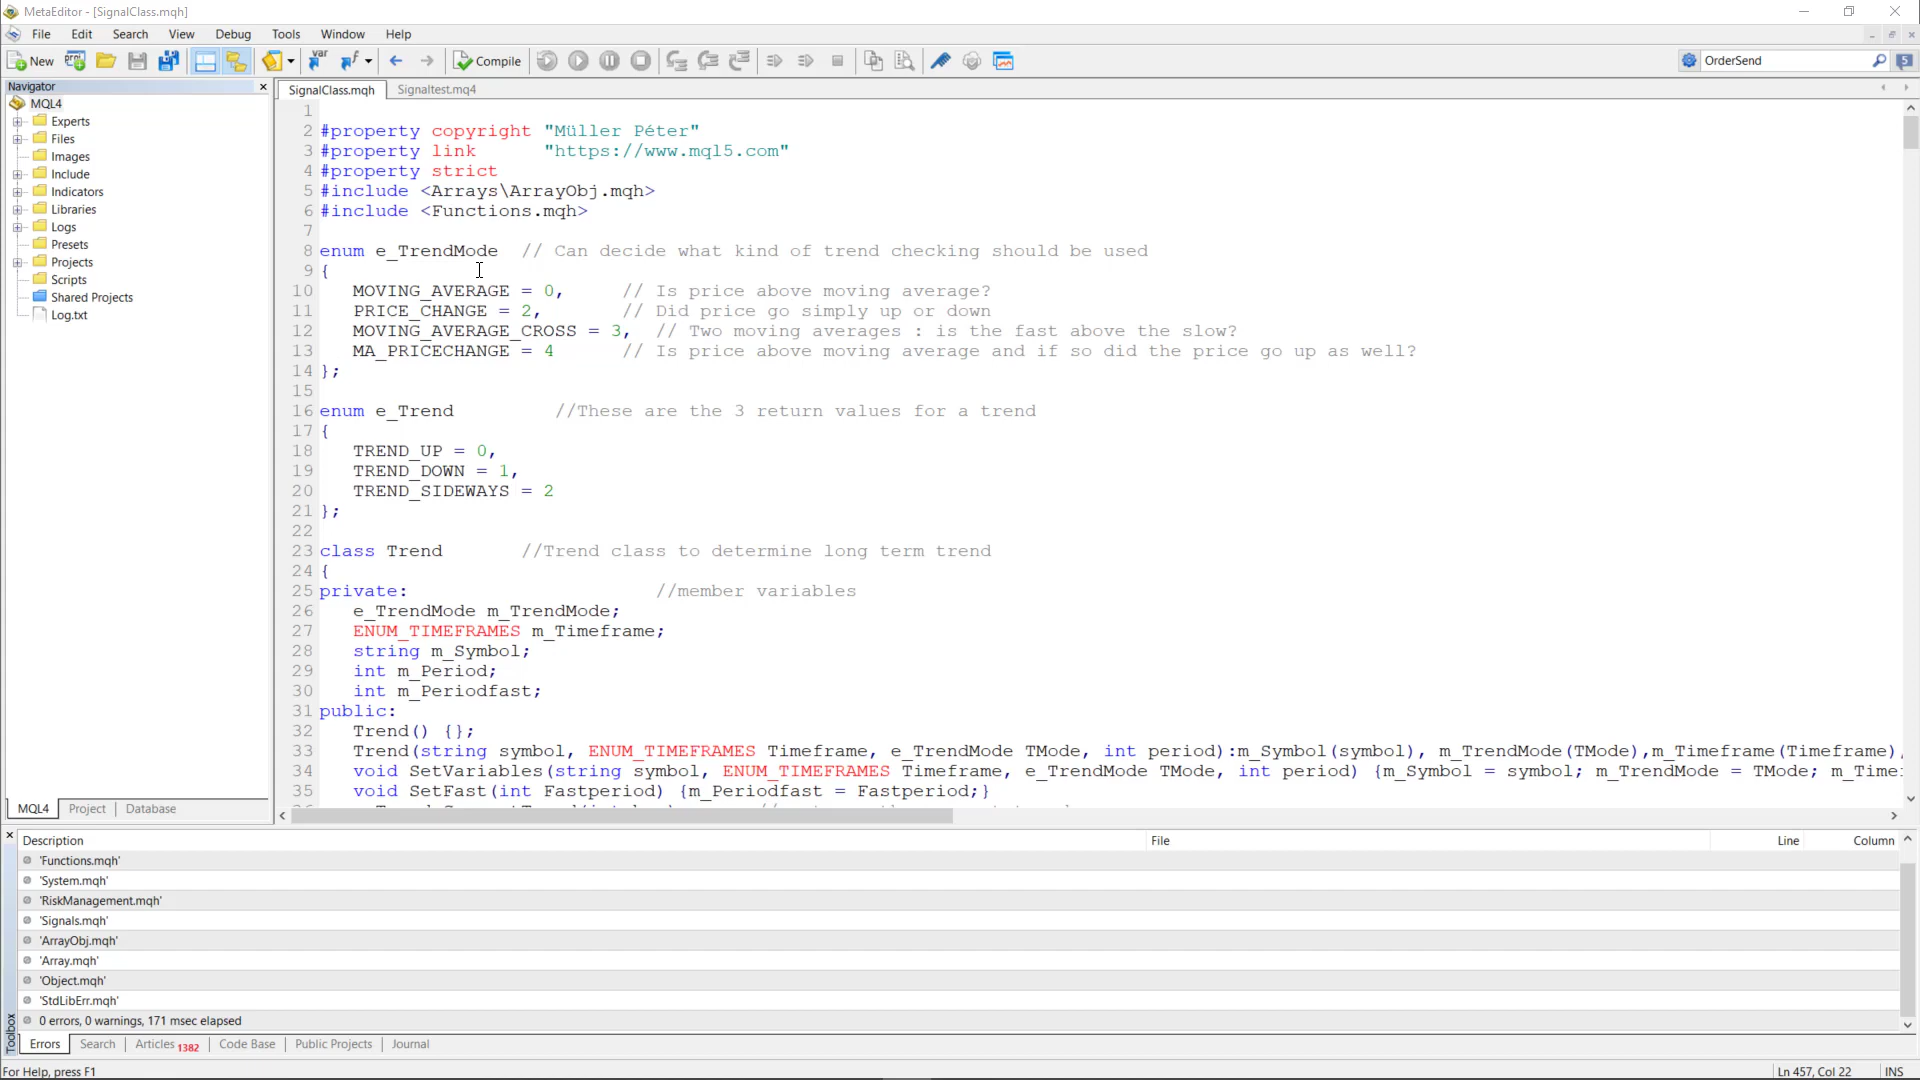 MetaEditor - [SignalClass.mqh]
File Edit Search View Debug Tools Window Help
New Compile OrderSend 5
Navigator
MQL4
Experts
Files
Images
Include
Indicators
Libraries
Logs
Presets
Projects
Scripts
Shared Projects
Log.txt
MQL4 Project Database
SignalClass.mqh Signaltest.mq4
1
2 #property copyright "Müller Péter"
3 #property link      "https://www.mql5.com"
4 #property strict
5 #include <Arrays\ArrayObj.mqh>
6 #include <Functions.mqh>
7
8 enum e_TrendMode  // Can decide what kind of trend checking should be used
9 {
10    MOVING_AVERAGE = 0,     // Is price above moving average?
11    PRICE_CHANGE = 2,       // Did price go simply up or down
12    MOVING_AVERAGE_CROSS = 3,  // Two moving averages : is the fast above the slow?
13    MA_PRICECHANGE = 4      // Is price above moving average and if so did the price go up as well?
14 };
15
16 enum e_Trend         //These are the 3 return values for a trend
17 {
18    TREND_UP = 0,
19    TREND_DOWN = 1,
20    TREND_SIDEWAYS = 2
21 };
22
23 class Trend       //Trend class to determine long term trend
24 {
25 private:                      //member variables
26    e_TrendMode m_TrendMode;
27    ENUM_TIMEFRAMES m_Timeframe;
28    string m_Symbol;
29    int m_Period;
30    int m_Periodfast;
31 public:
32    Trend() {};
33    Trend(string symbol, ENUM_TIMEFRAMES Timeframe, e_TrendMode TMode, int period):m_Symbol(symbol), m_TrendMode(TMode),m_Timeframe(Timeframe),
34    void SetVariables(string symbol, ENUM_TIMEFRAMES Timeframe, e_TrendMode TMode, int period) {m_Symbol = symbol; m_TrendMode = TMode; m_Time
35    void SetFast(int Fastperiod) {m_Periodfast = Fastperiod;}
Description File Line Column
'Functions.mqh'
'System.mqh'
'RiskManagement.mqh'
'Signals.mqh'
'ArrayObj.mqh'
'Array.mqh'
'Object.mqh'
'StdLibErr.mqh'
0 errors, 0 warnings, 171 msec elapsed
Toolbox
Errors Search Articles 1382 Code Base Public Projects Journal
For Help, press F1 Ln 457, Col 22 INS